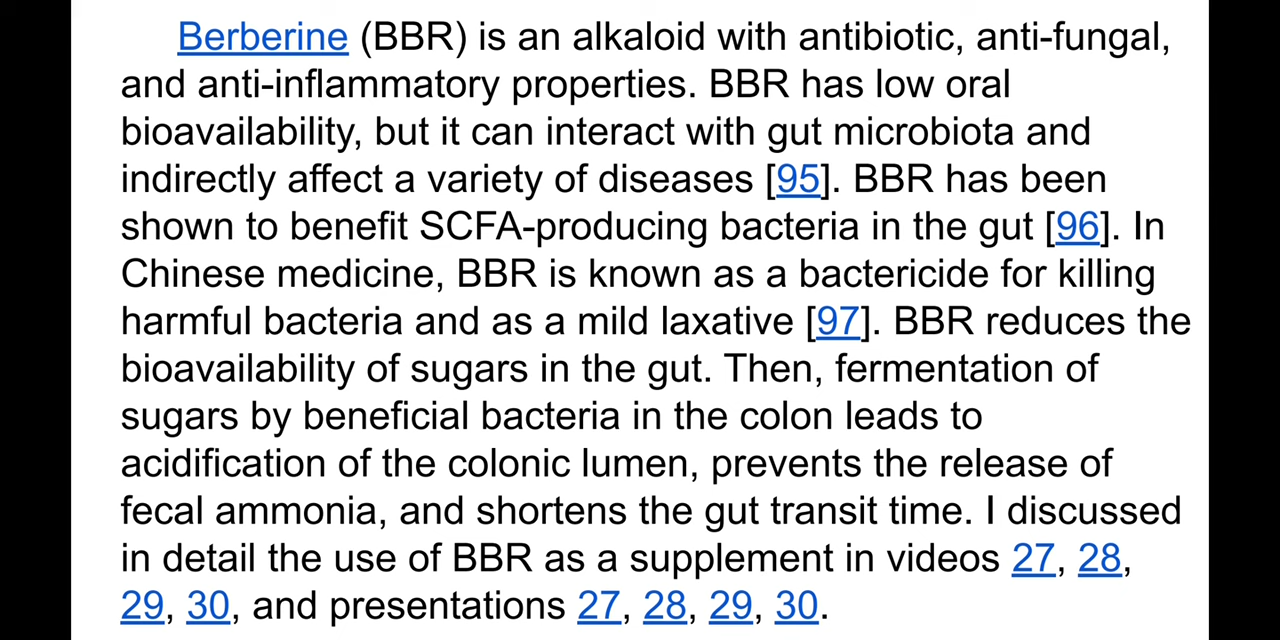 Berberine (BBR) is an alkaloid with antibiotic, anti-fungal,
and anti-inflammatory properties. BBR has low oral
bioavailability, but it can interact with gut microbiota and
indirectly affect a variety of diseases [95]. BBR has been
shown to benefit SCFA-producing bacteria in the gut [96]. In
Chinese medicine, BBR is known as a bactericide for killing
harmful bacteria and as a mild laxative [97]. BBR reduces the
bioavailability of sugars in the gut. Then, fermentation of
sugars by beneficial bacteria in the colon leads to
acidification of the colonic lumen, prevents the release of
fecal ammonia, and shortens the gut transit time. I discussed
in detail the use of BBR as a supplement in videos 27, 28,
29, 30, and presentations 27, 28, 29, 30.